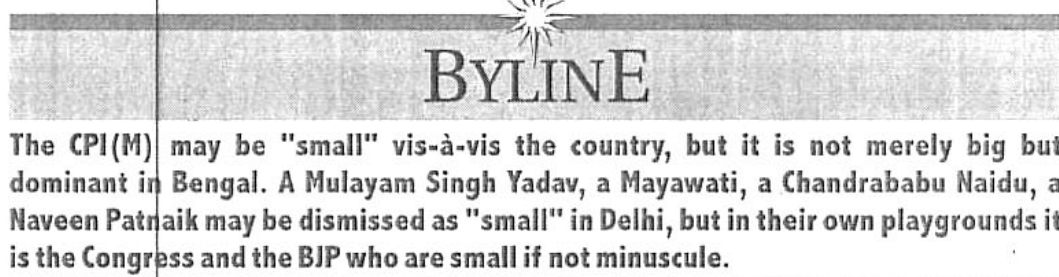 BYLINE
The CPI(M) may be "small" vis-à-vis the country, but it is not merely big but
dominant in Bengal. A Mulayam Singh Yadav, a Mayawati, a Chandrababu Naidu, a
Naveen Patnaik may be dismissed as "small" in Delhi, but in their own playgrounds it
is the Congress and the BJP who are small if not minuscule.